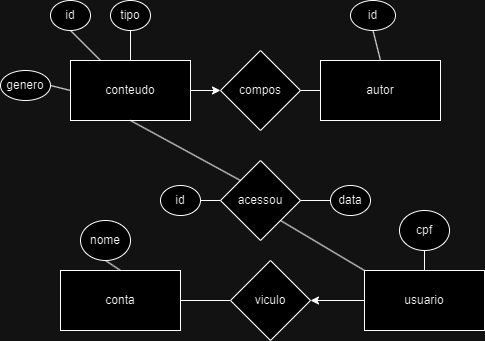 id
tipo
id
genero
conteudo
compos
autor
id
acessou
data
nome
cpf
conta
viculo
usuario